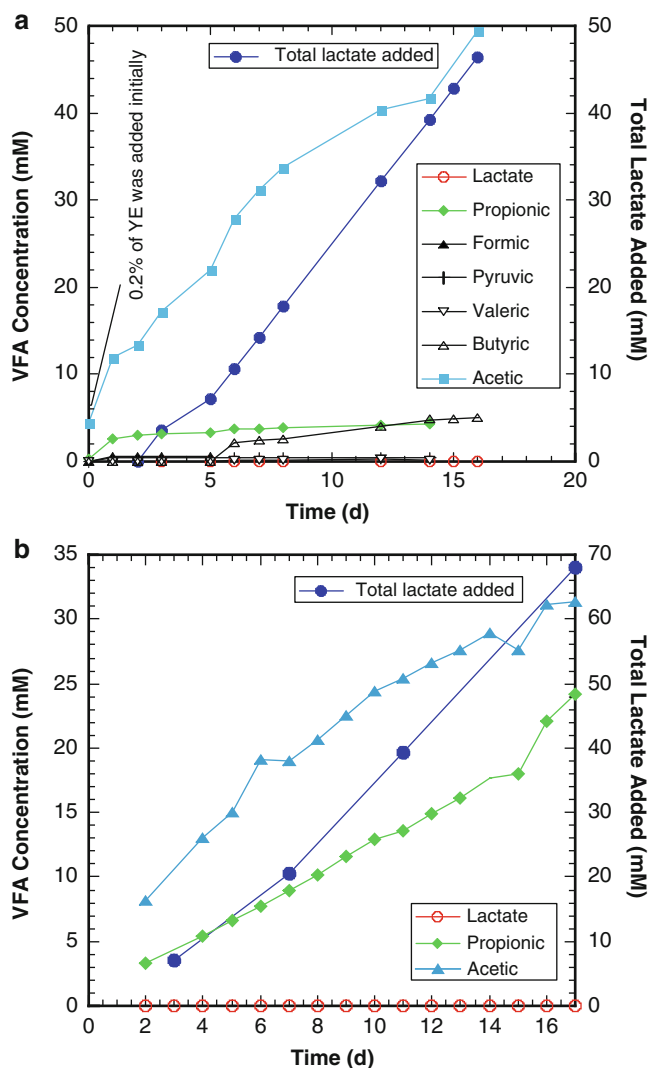 a
50
40
30
20
10
0
VFA Concentration (mM)
0
5
10
15
20
Time (d)
50
40
30
20
10
0
Total Lactate Added (mM)
Total lactate added
0.2% of YE was added initially
Lactate
Propionic
Formic
Pyruvic
Valeric
Butyric
Acetic
b
35
30
25
20
15
10
5
0
VFA Concentration (mM)
0
2
4
6
8
10
12
14
16
Time (d)
70
60
50
40
30
20
10
0
Total Lactate Added (mM)
Total lactate added
Lactate
Propionic
Acetic